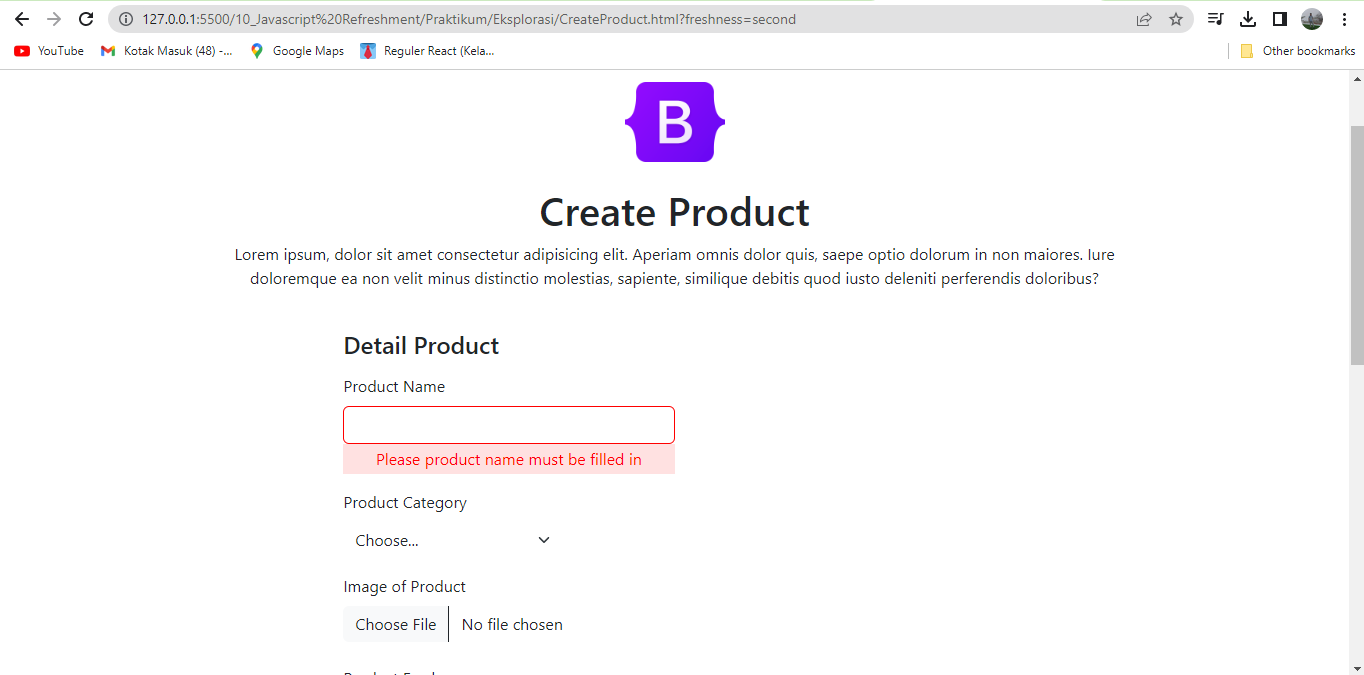 127.0.0.1:5500/10_Javascript%20Refreshment/Praktikum/Eksplorasi/CreateProduct.html?freshness=second
YouTube Kotak Masuk (48) -... Google Maps Reguler React (Kela... Other bookmarks
B
Create Product
Lorem ipsum, dolor sit amet consectetur adipisicing elit. Aperiam omnis dolor quis, saepe optio dolorum in non maiores. Iure
doloremque ea non velit minus distinctio molestias, sapiente, similique debitis quod iusto deleniti perferendis doloribus?
Detail Product
Product Name
Please product name must be filled in
Product Category
Choose...
Image of Product
Choose File No file chosen